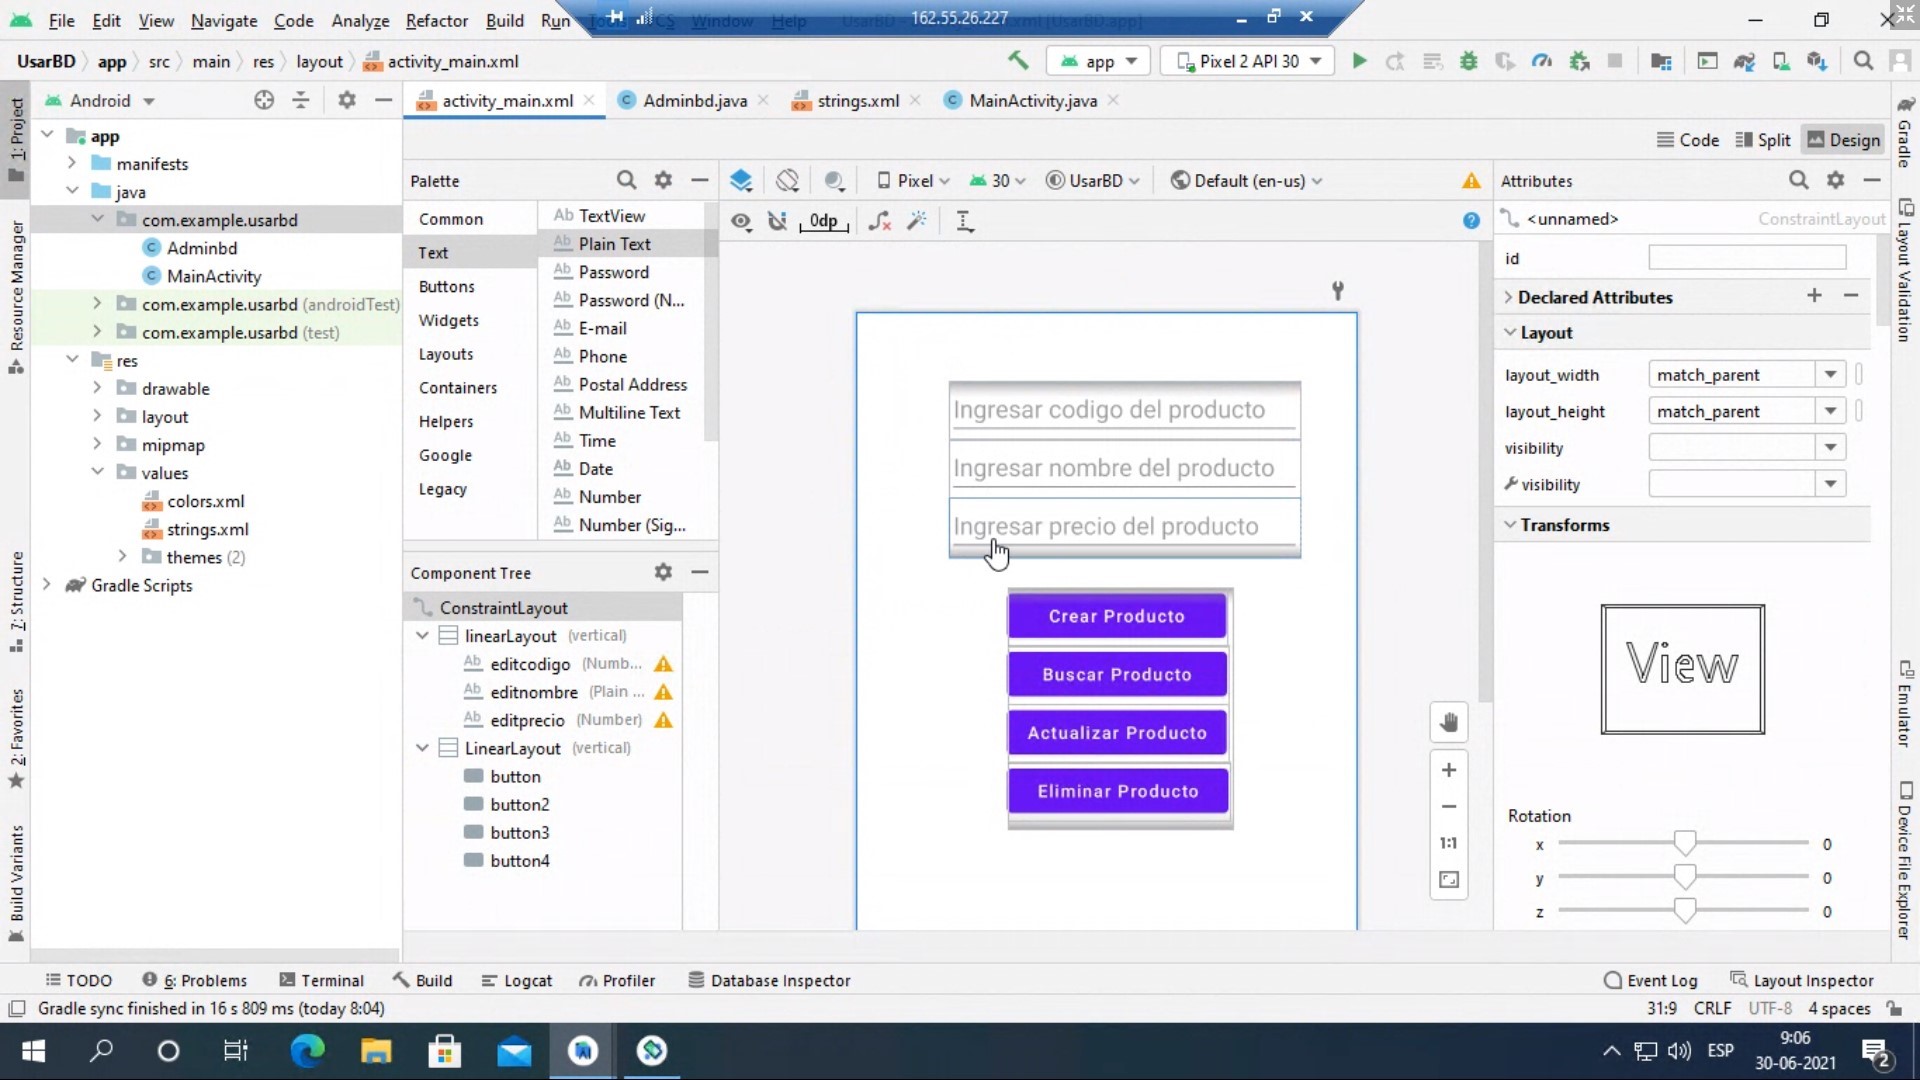 File Edit View Navigate Code Analyze Refactor Build Run Tools VCS Window Help 162.55.26.227
UsarBD app src main res layout activity_main.xml app Pixel 2 API 30
Android activity_main.xml Adminbd.java strings.xml MainActivity.java
Code Split Design
1: Project
Resource Manager
7: Structure
2: Favorites
Build Variants
app
manifests
java
com.example.usarbd
Adminbd
MainActivity
com.example.usarbd (androidTest)
com.example.usarbd (test)
res
drawable
layout
mipmap
values
colors.xml
strings.xml
themes (2)
Gradle Scripts
Palette
Common
Text
Buttons
Widgets
Layouts
Containers
Helpers
Google
Legacy
Ab TextView
Ab Plain Text
Ab Password
Ab Password (N...
Ab E-mail
Ab Phone
Ab Postal Address
Ab Multiline Text
Ab Time
Ab Date
Ab Number
Ab Number (Sig...
Component Tree
ConstraintLayout
linearLayout (vertical)
Ab editcodigo (Numb...
Ab editnombre (Plain ...
Ab editprecio (Number)
LinearLayout (vertical)
button
button2
button3
button4
Pixel 30 UsarBD Default (en-us)
0dp
Ingresar codigo del producto
Ingresar nombre del producto
Ingresar precio del producto
Crear Producto
Buscar Producto
Actualizar Producto
Eliminar Producto
1:1
Attributes
<unnamed> ConstraintLayout
id
Declared Attributes
Layout
layout_width match_parent
layout_height match_parent
visibility
visibility
Transforms
View
Rotation
x 0
y 0
z 0
Gradle
Layout Validation
Emulator
Device File Explorer
TODO 6: Problems Terminal Build Logcat Profiler Database Inspector Event Log Layout Inspector
Gradle sync finished in 16 s 809 ms (today 8:04) 31:9 CRLF UTF-8 4 spaces
ESP 9:06
30-06-2021 2